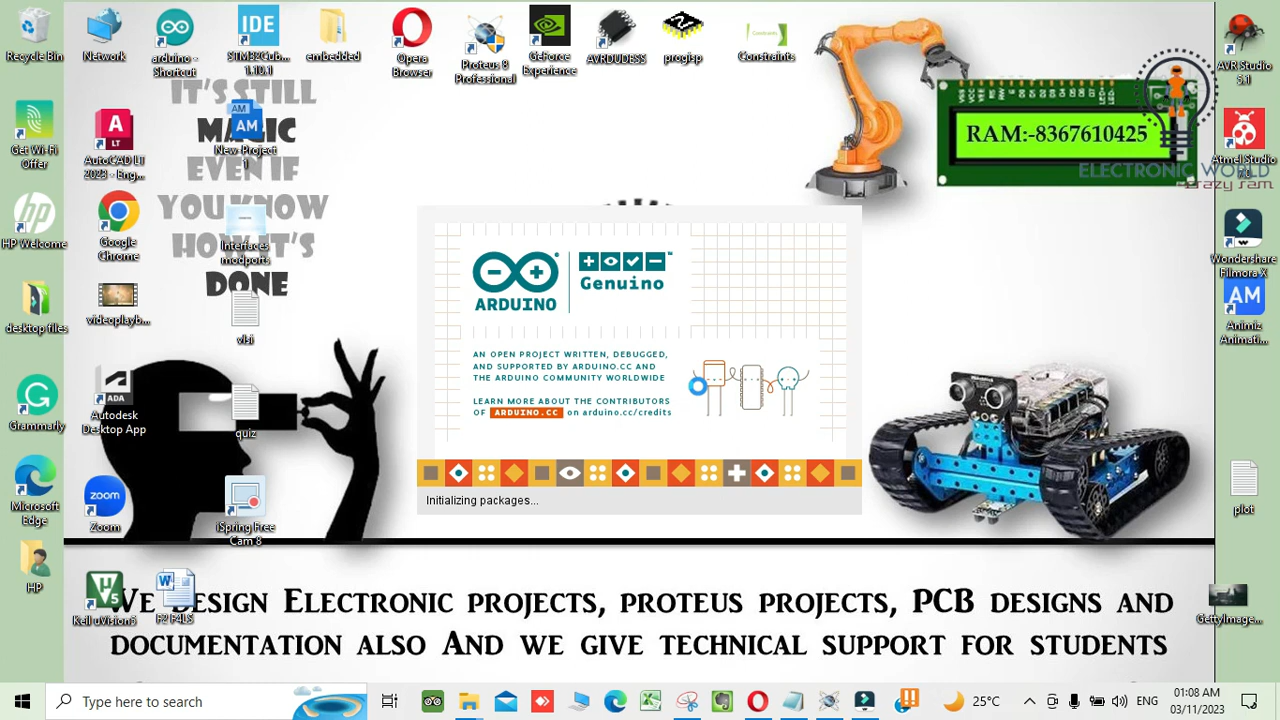 Recycle Bin
Network
arduino -
Shortcut
IDE
STM32Cub...
1.10.1
embedded
Opera
Browser
Proteus 8
Professional
GeForce
Experience
AVRDUDESS
progisp
Constraints
AVR Studio
5.1
IT'S STILL
MAGIC
EVEN IF
YOU KNOW
HOW IT'S
DONE
Get Wi-Fi
Offer
AutoCAD LT
2023 - Eng...
New Project
1
RAM:-8367610425
Atmel Studio
ELECTRONIC WORLD
crazy ram
HP Welcome
Google
Chrome
Interfaces
modports
Wondershare
Filmora X
desktop files
videoplayb...
vlsi
AM
Animiz
Animati...
ARDUINO
Genuino
AN OPEN PROJECT WRITTEN, DEBUGGED,
AND SUPPORTED BY ARDUINO.CC AND
THE ARDUINO COMMUNITY WORLDWIDE
LEARN MORE ABOUT THE CONTRIBUTORS
OF ARDUINO.CC on arduino.cc/credits
Initializing packages...
Grammarly
Autodesk
Desktop App
quiz
Microsoft
Edge
zoom
Zoom
iSpring Free
Cam 8
plot
HP
Keil uVision5
GettyImage...
WE DESIGN ELECTRONIC PROJECTS, PROTEUS PROJECTS, PCB DESIGNS AND
DOCUMENTATION ALSO AND WE GIVE TECHNICAL SUPPORT FOR STUDENTS
Type here to search
25°C
ENG
01:08 AM
03/11/2023